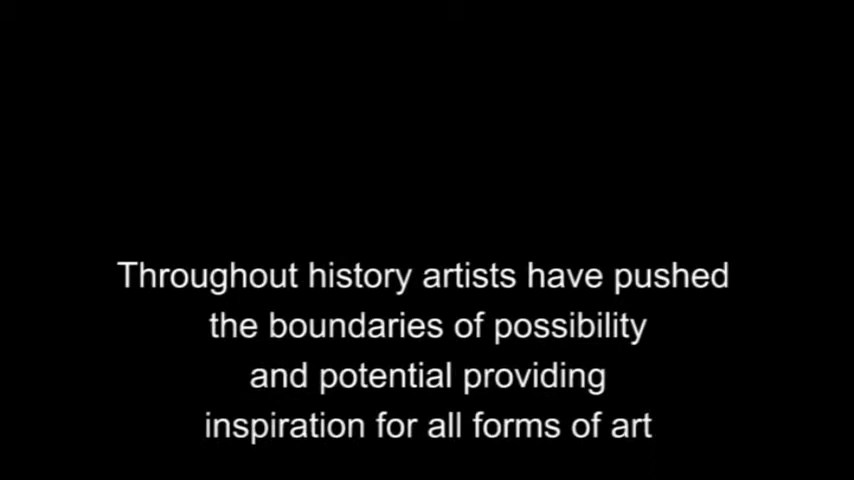 Throughout history artists have pushed
the boundaries of possibility
and potential providing
inspiration for all forms of art